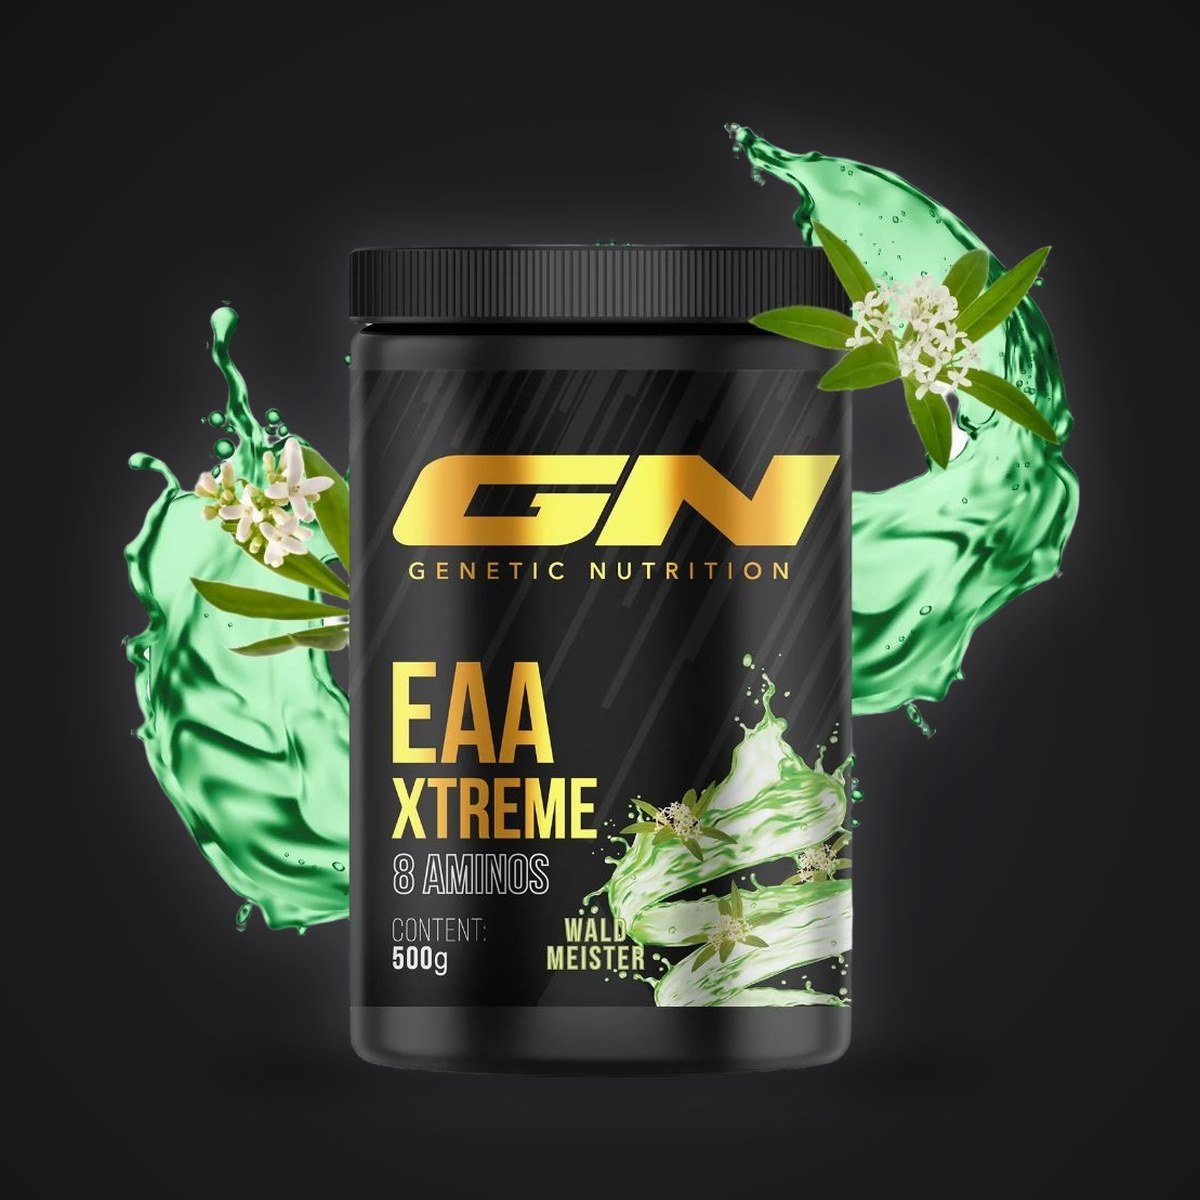 GN
GENETIC NUTRITION
EAA
XTREME
8 AMINOS
CONTENT:
500g
WALD
MEISTER